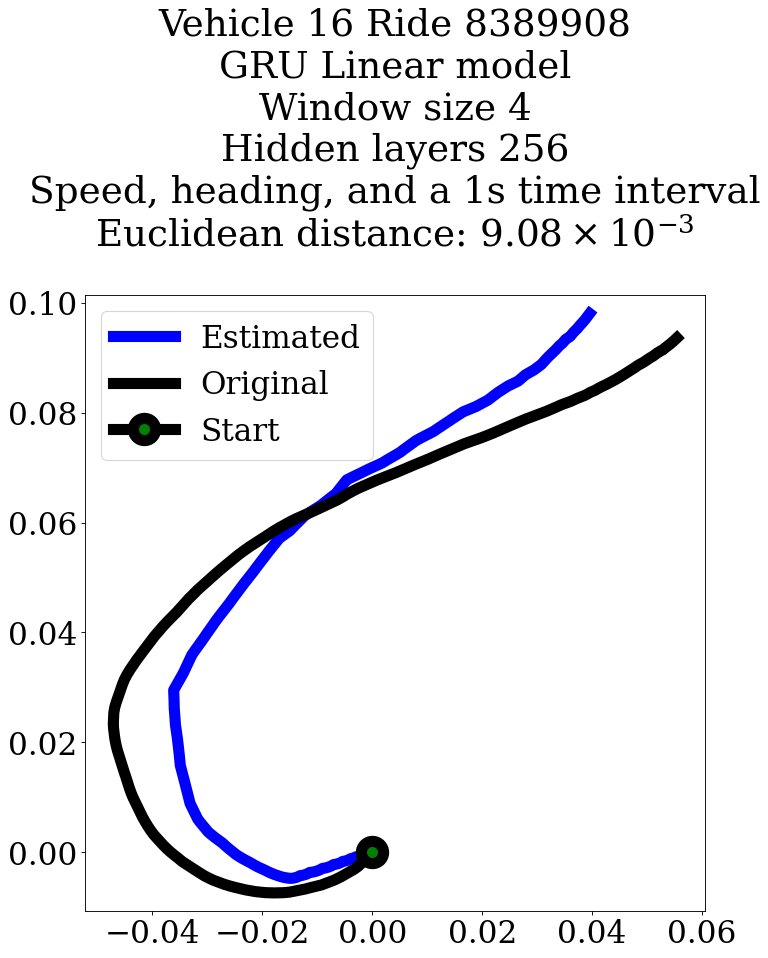 Vehicle 16 Ride 8389908
GRU Linear model
Window size 4
Hidden layers 256
Speed, heading, and a 1s time interval
Euclidean distance: 9.08 × 10⁻³
Estimated
Original
Start
0.10
0.08
0.06
0.04
0.02
0.00
−0.04 −0.02 0.00 0.02 0.04 0.06